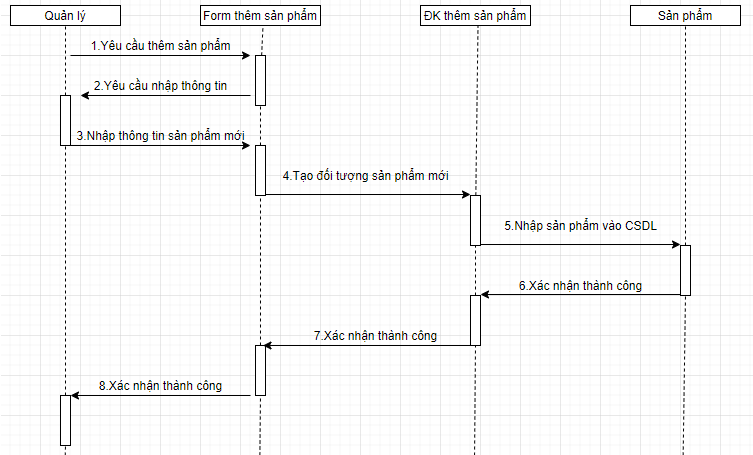 Quản lý
Form thêm sản phẩm
ĐK thêm sản phẩm
Sản phẩm
1.Yêu cầu thêm sản phẩm
2.Yêu cầu nhập thông tin
3.Nhập thông tin sản phẩm mới
4.Tạo đối tượng sản phẩm mới
5.Nhập sản phẩm vào CSDL
6.Xác nhận thành công
7.Xác nhận thành công
8.Xác nhận thành công